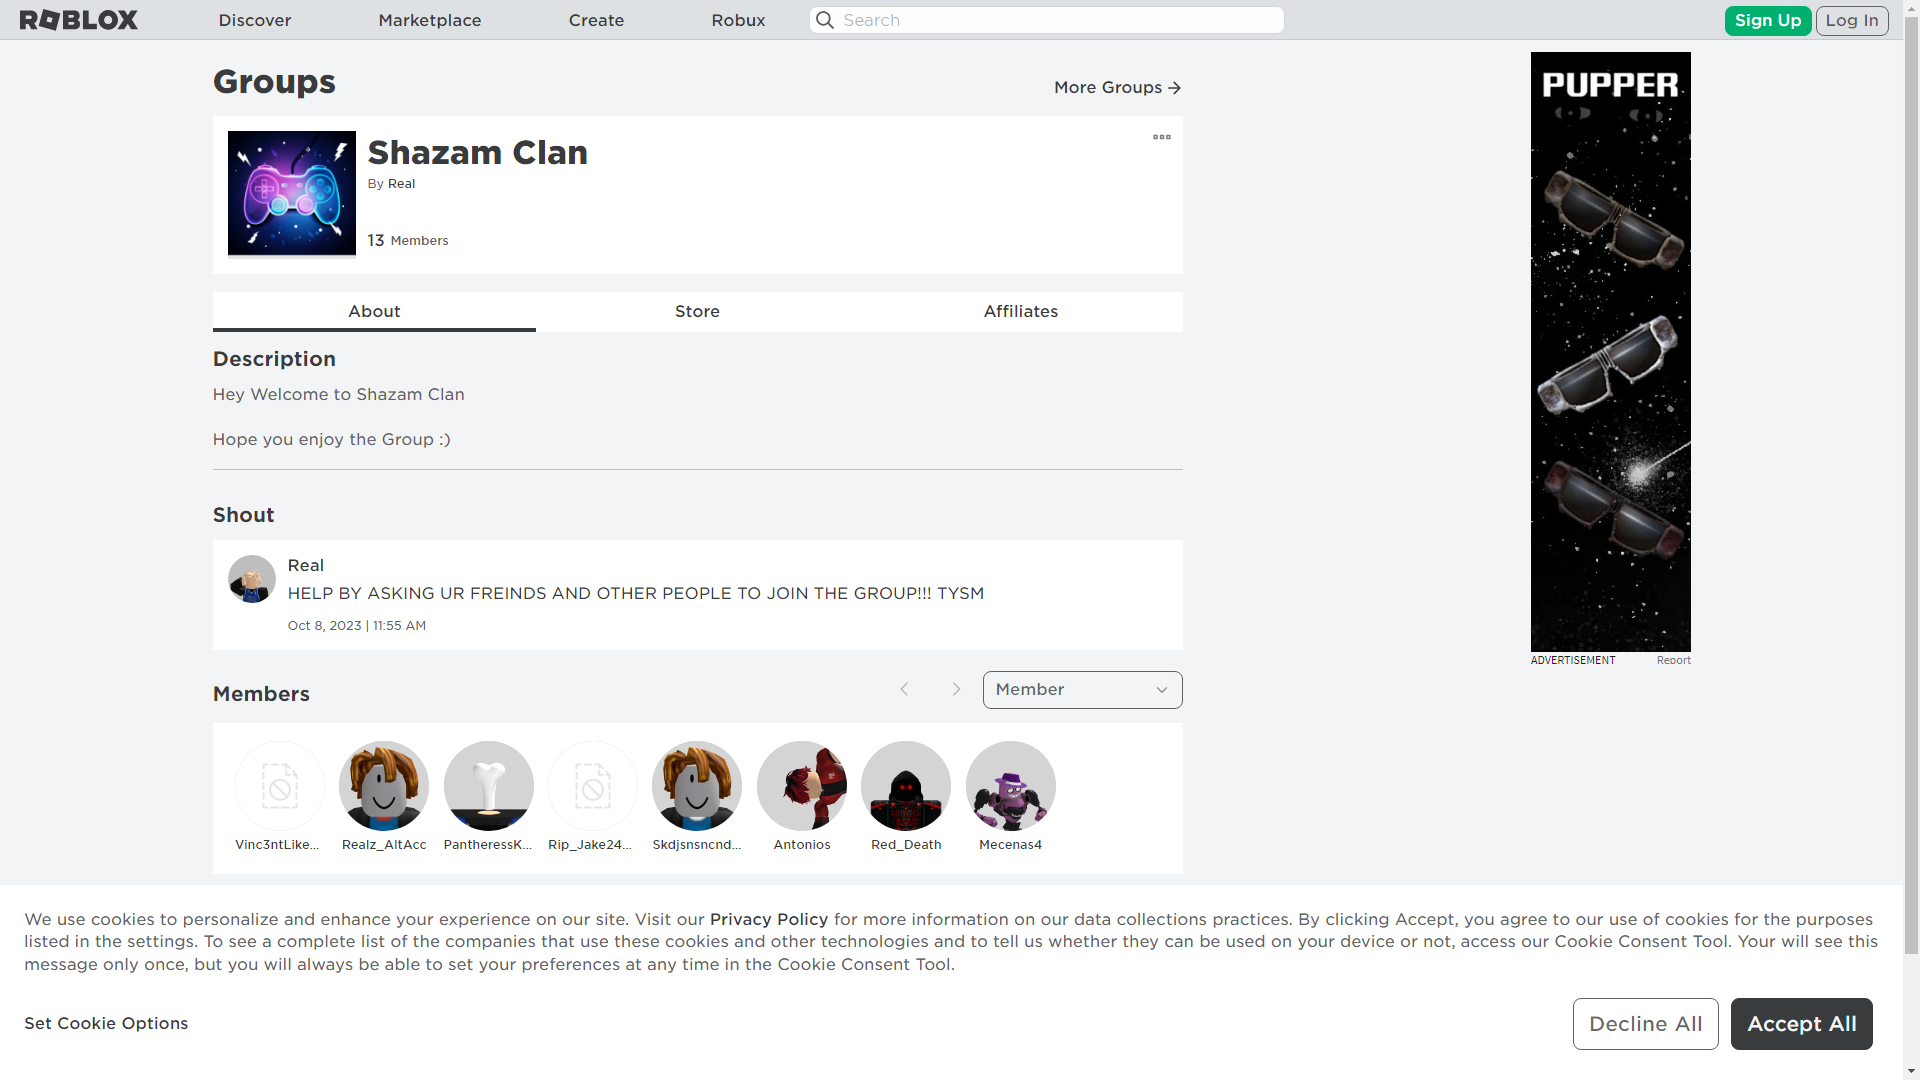 ROBLOX
Discover
Marketplace
Create
Robux
Search
Sign Up
Log In
Groups
More Groups
Shazam Clan
By Real
13 Members
About
Store
Affiliates
Description
Hey Welcome to Shazam Clan
Hope you enjoy the Group :)
Shout
Real
HELP BY ASKING UR FREINDS AND OTHER PEOPLE TO JOIN THE GROUP!!! TYSM
Oct 8, 2023 | 11:55 AM
Members
Member
Vinc3ntLike...
Realz_AltAcc
PantheressK...
Rip_Jake24...
Skdjsnsncnd...
Antonios
Red_Death
Mecenas4
PUPPER
ADVERTISEMENT
Report
We use cookies to personalize and enhance your experience on our site. Visit our Privacy Policy for more information on our data collections practices. By clicking Accept, you agree to our use of cookies for the purposes
listed in the settings. To see a complete list of the companies that use these cookies and other technologies and to tell us whether they can be used on your device or not, access our Cookie Consent Tool. Your will see this
message only once, but you will always be able to set your preferences at any time in the Cookie Consent Tool.
Set Cookie Options
Decline All
Accept All